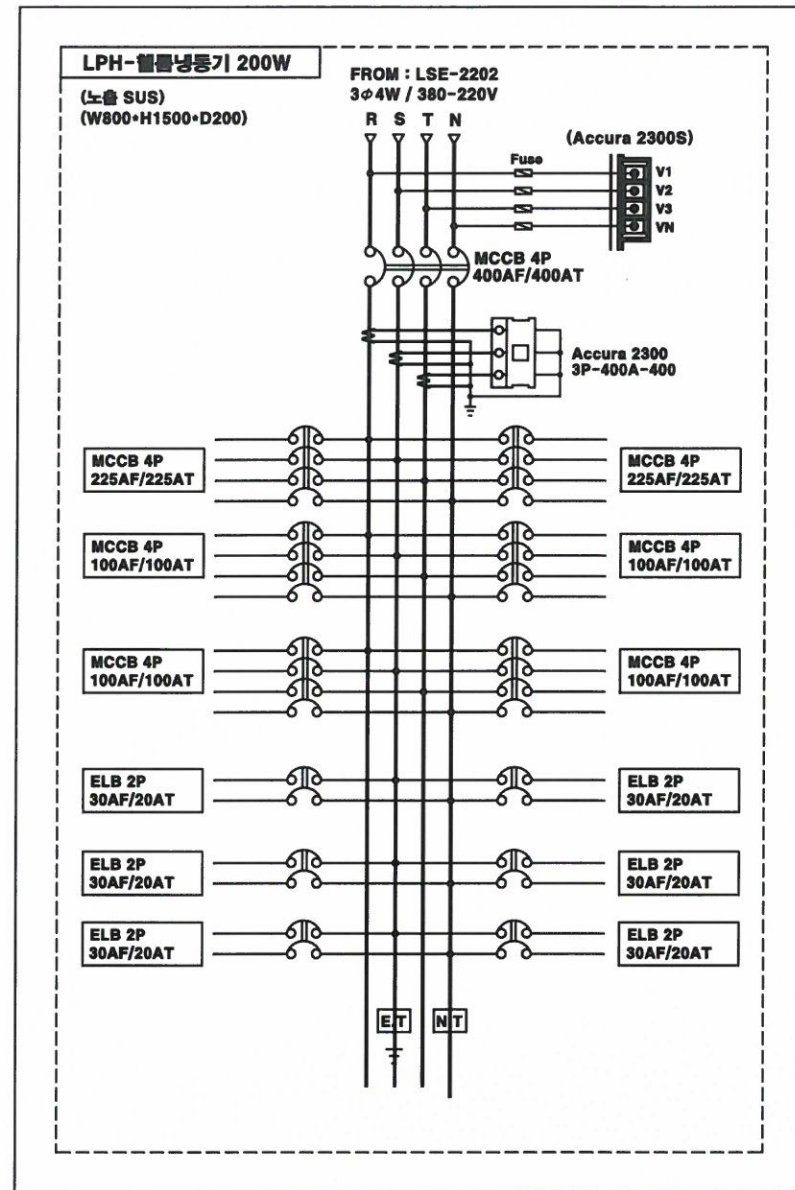 LPH-헬륨냉동기 200W
(노출 SUS)
(W800*H1500*D200)
FROM : LSE-2202
3φ4W / 380-220V
R S T N
(Accura 2300S)
Fuse
V1
V2
V3
VN
MCCB 4P
400AF/400AT
Accura 2300
3P-400A-400
MCCB 4P
225AF/225AT
MCCB 4P
225AF/225AT
MCCB 4P
100AF/100AT
MCCB 4P
100AF/100AT
MCCB 4P
100AF/100AT
MCCB 4P
100AF/100AT
ELB 2P
30AF/20AT
ELB 2P
30AF/20AT
ELB 2P
30AF/20AT
ELB 2P
30AF/20AT
ELB 2P
30AF/20AT
ELB 2P
30AF/20AT
E.T N T